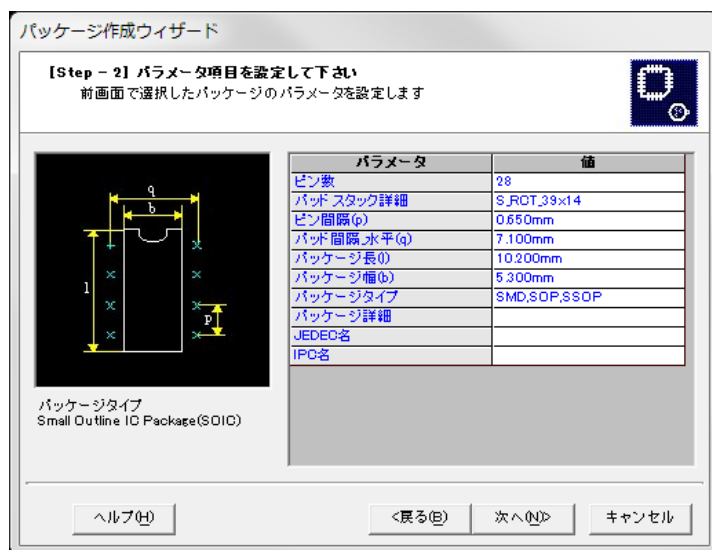 パッケージ作成ウィザード
[Step - 2] パラメータ項目を設定して下さい
前画面で選択したパッケージのパラメータを設定します
q
b
l
p
パッケージタイプ
Small Outline IC Package(SOIC)
パラメータ 値
ピン数 28
パッド スタック詳細 S_RCT_39x14
ピン間隔(p) 0.650mm
パッド間隔_水平(q) 7.100mm
パッケージ長(l) 10.200mm
パッケージ幅(b) 5.300mm
パッケージタイプ SMD,SOP,SSOP
パッケージ詳細
JEDEC名
IPC名
ヘルプ(H) <戻る(B) 次へ(N)> キャンセル